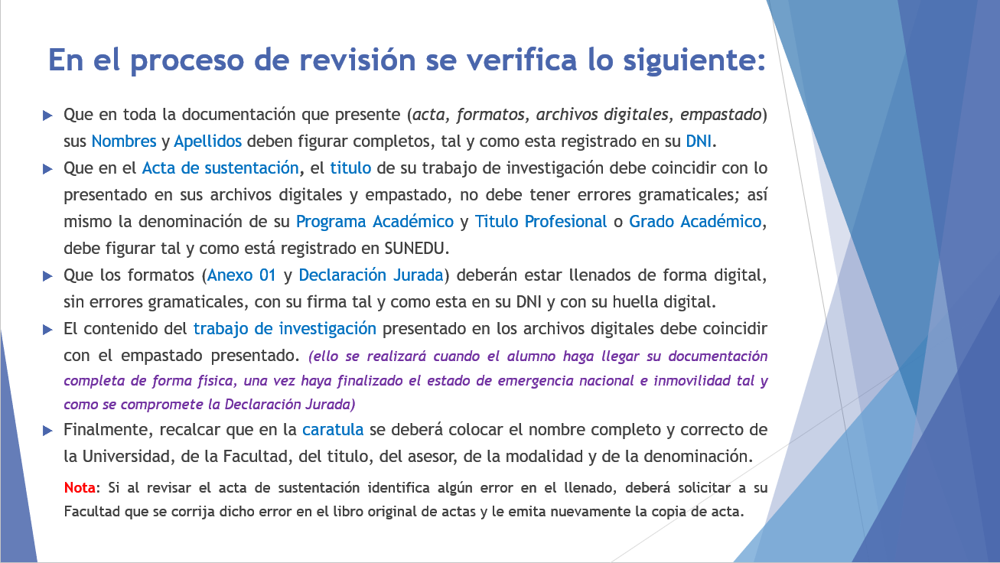 En el proceso de revisión se verifica lo siguiente:
Que en toda la documentación que presente (acta, formatos, archivos digitales, empastado)
sus Nombres y Apellidos deben figurar completos, tal y como esta registrado en su DNI.
Que en el Acta de sustentación, el titulo de su trabajo de investigación debe coincidir con lo
presentado en sus archivos digitales y empastado, no debe tener errores gramaticales; así
mismo la denominación de su Programa Académico y Titulo Profesional o Grado Académico,
debe figurar tal y como está registrado en SUNEDU.
Que los formatos (Anexo 01 y Declaración Jurada) deberán estar llenados de forma digital,
sin errores gramaticales, con su firma tal y como esta en su DNI y con su huella digital.
El contenido del trabajo de investigación presentado en los archivos digitales debe coincidir
con el empastado presentado. (ello se realizará cuando el alumno haga llegar su documentación
completa de forma física, una vez haya finalizado el estado de emergencia nacional e inmovilidad tal y
como se compromete la Declaración Jurada)
Finalmente, recalcar que en la caratula se deberá colocar el nombre completo y correcto de
la Universidad, de la Facultad, del titulo, del asesor, de la modalidad y de la denominación.
Nota: Si al revisar el acta de sustentación identifica algún error en el llenado, deberá solicitar a su
Facultad que se corrija dicho error en el libro original de actas y le emita nuevamente la copia de acta.